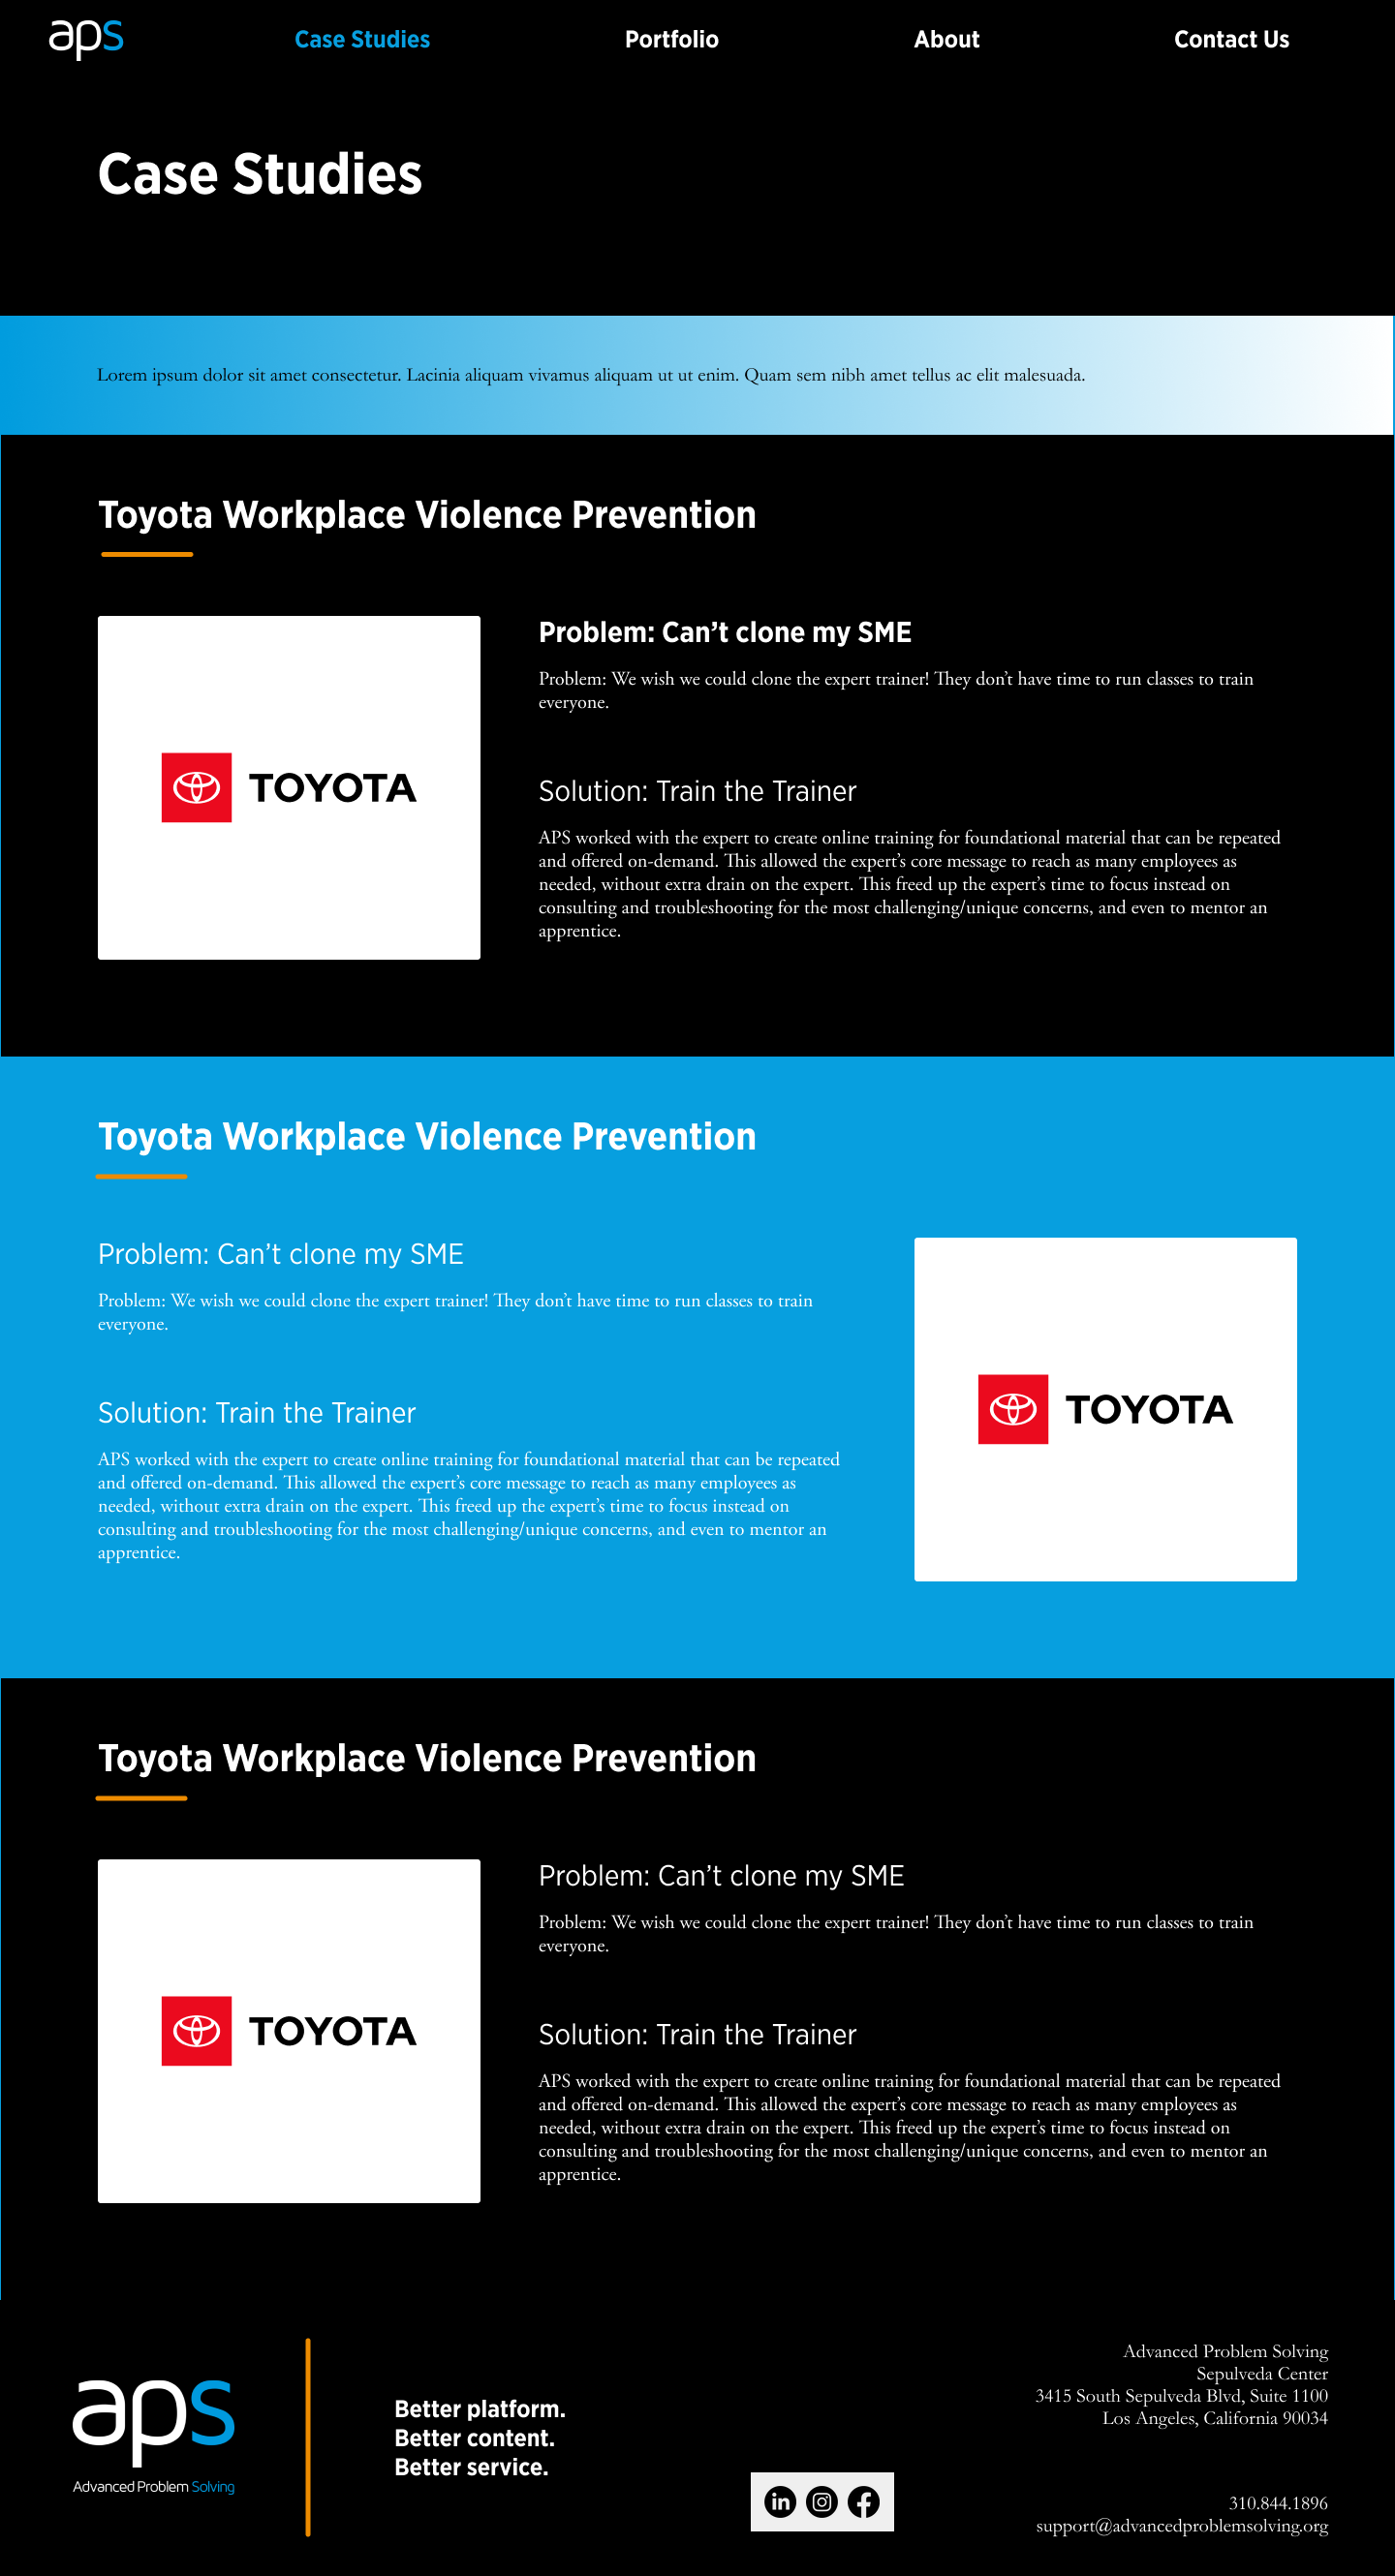 aps
Case Studies
Portfolio
About
Contact Us
Case Studies
Lorem ipsum dolor sit amet consectetur. Lacinia aliquam vivamus aliquam ut ut enim. Quam sem nibh amet tellus ac elit malesuada.
Toyota Workplace Violence Prevention
TOYOTA
Problem: Can’t clone my SME
Problem: We wish we could clone the expert trainer! They don’t have time to run classes to train
everyone.
Solution: Train the Trainer
APS worked with the expert to create online training for foundational material that can be repeated
and offered on-demand. This allowed the expert’s core message to reach as many employees as
needed, without extra drain on the expert. This freed up the expert’s time to focus instead on
consulting and troubleshooting for the most challenging/unique concerns, and even to mentor an
apprentice.
Toyota Workplace Violence Prevention
Problem: Can’t clone my SME
Problem: We wish we could clone the expert trainer! They don’t have time to run classes to train
everyone.
Solution: Train the Trainer
APS worked with the expert to create online training for foundational material that can be repeated
and offered on-demand. This allowed the expert’s core message to reach as many employees as
needed, without extra drain on the expert. This freed up the expert’s time to focus instead on
consulting and troubleshooting for the most challenging/unique concerns, and even to mentor an
apprentice.
TOYOTA
Toyota Workplace Violence Prevention
TOYOTA
Problem: Can’t clone my SME
Problem: We wish we could clone the expert trainer! They don’t have time to run classes to train
everyone.
Solution: Train the Trainer
APS worked with the expert to create online training for foundational material that can be repeated
and offered on-demand. This allowed the expert’s core message to reach as many employees as
needed, without extra drain on the expert. This freed up the expert’s time to focus instead on
consulting and troubleshooting for the most challenging/unique concerns, and even to mentor an
apprentice.
aps
Advanced Problem Solving
Better platform.
Better content.
Better service.
in
Advanced Problem Solving
Sepulveda Center
3415 South Sepulveda Blvd, Suite 1100
Los Angeles, California 90034
310.844.1896
support@advancedproblemsolving.org